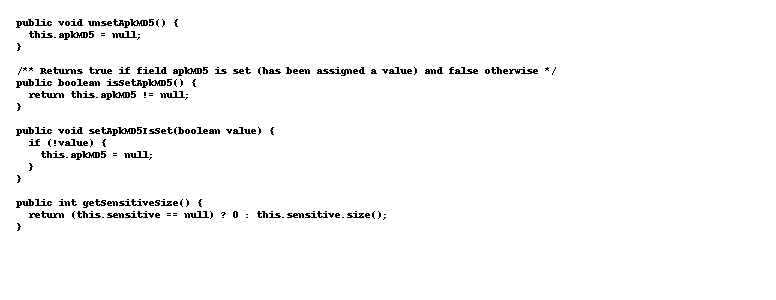 public void unsetApkMD5() {
  this.apkMD5 = null;
}

/** Returns true if field apkMD5 is set (has been assigned a value) and false otherwise */
public boolean isSetApkMD5() {
  return this.apkMD5 != null;
}

public void setApkMD5IsSet(boolean value) {
  if (!value) {
    this.apkMD5 = null;
  }
}

public int getSensitiveSize() {
  return (this.sensitive == null) ? 0 : this.sensitive.size();
}